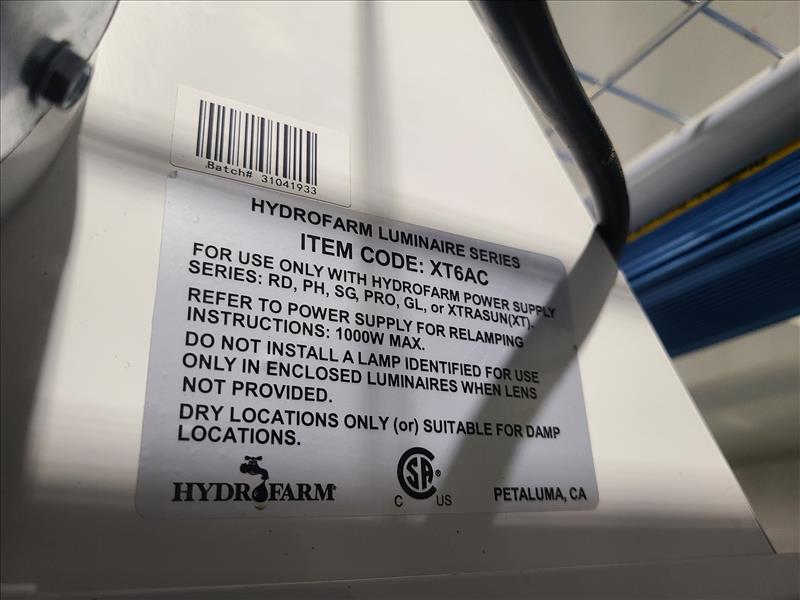 Batch# 31041933
HYDROFARM LUMINAIRE SERIES
ITEM CODE: XT6AC
FOR USE ONLY WITH HYDROFARM POWER SUPPLY
SERIES: RD, PH, SG, PRO, GL, or XTRASUN(XT).
REFER TO POWER SUPPLY FOR RELAMPING
INSTRUCTIONS: 1000W MAX.
DO NOT INSTALL A LAMP IDENTIFIED FOR USE
ONLY IN ENCLOSED LUMINAIRES WHEN LENS
NOT PROVIDED.
DRY LOCATIONS ONLY (or) SUITABLE FOR DAMP
LOCATIONS.
HYDROFARM®
SA®
C US
PETALUMA, CA